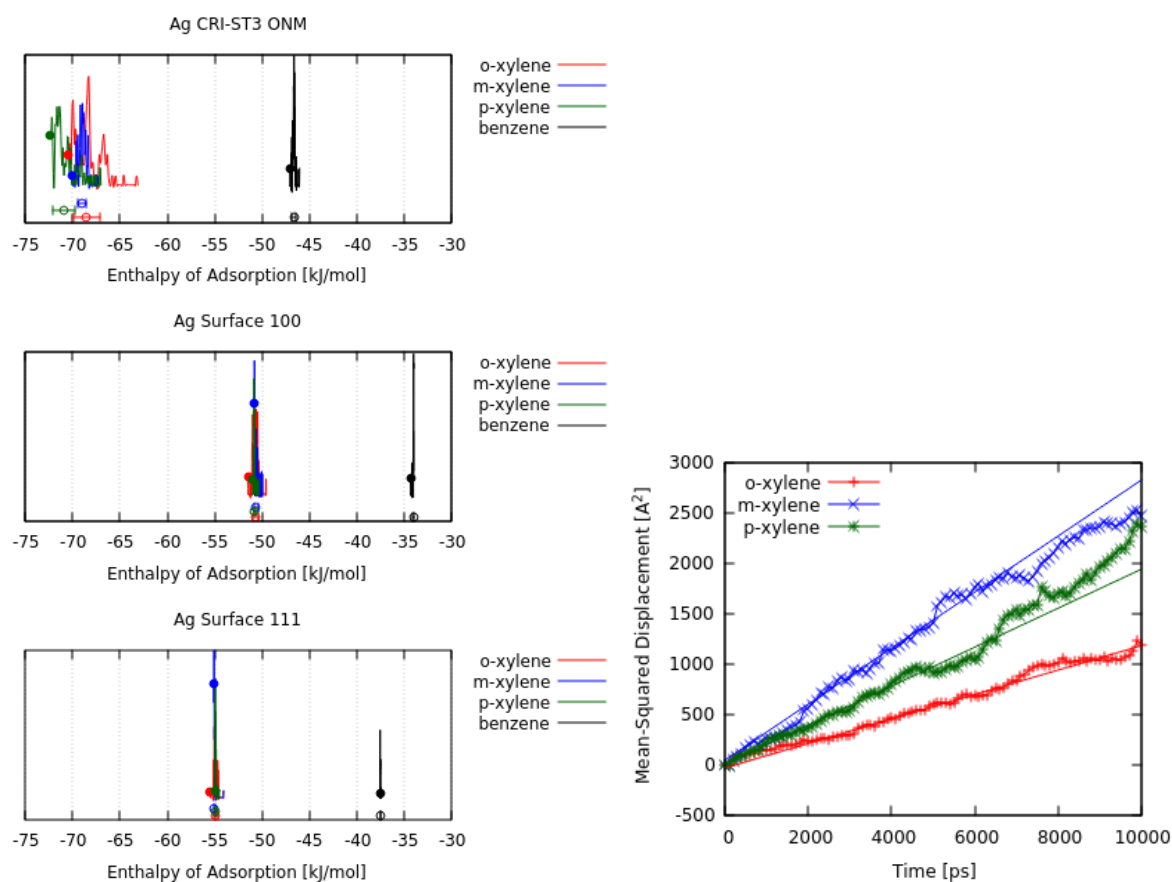 Ag CRI-ST3 ONM
o-xylene
m-xylene
p-xylene
benzene
-75 -70 -65 -60 -55 -50 -45 -40 -35 -30
Enthalpy of Adsorption [kJ/mol]
Ag Surface 100
o-xylene
m-xylene
p-xylene
benzene
-75 -70 -65 -60 -55 -50 -45 -40 -35 -30
Enthalpy of Adsorption [kJ/mol]
Ag Surface 111
o-xylene
m-xylene
p-xylene
benzene
-75 -70 -65 -60 -55 -50 -45 -40 -35 -30
Enthalpy of Adsorption [kJ/mol]
Mean-Squared Displacement [A²]
3000
2500
2000
1500
1000
500
0
-500
o-xylene
m-xylene
p-xylene
0 2000 4000 6000 8000 10000
Time [ps]